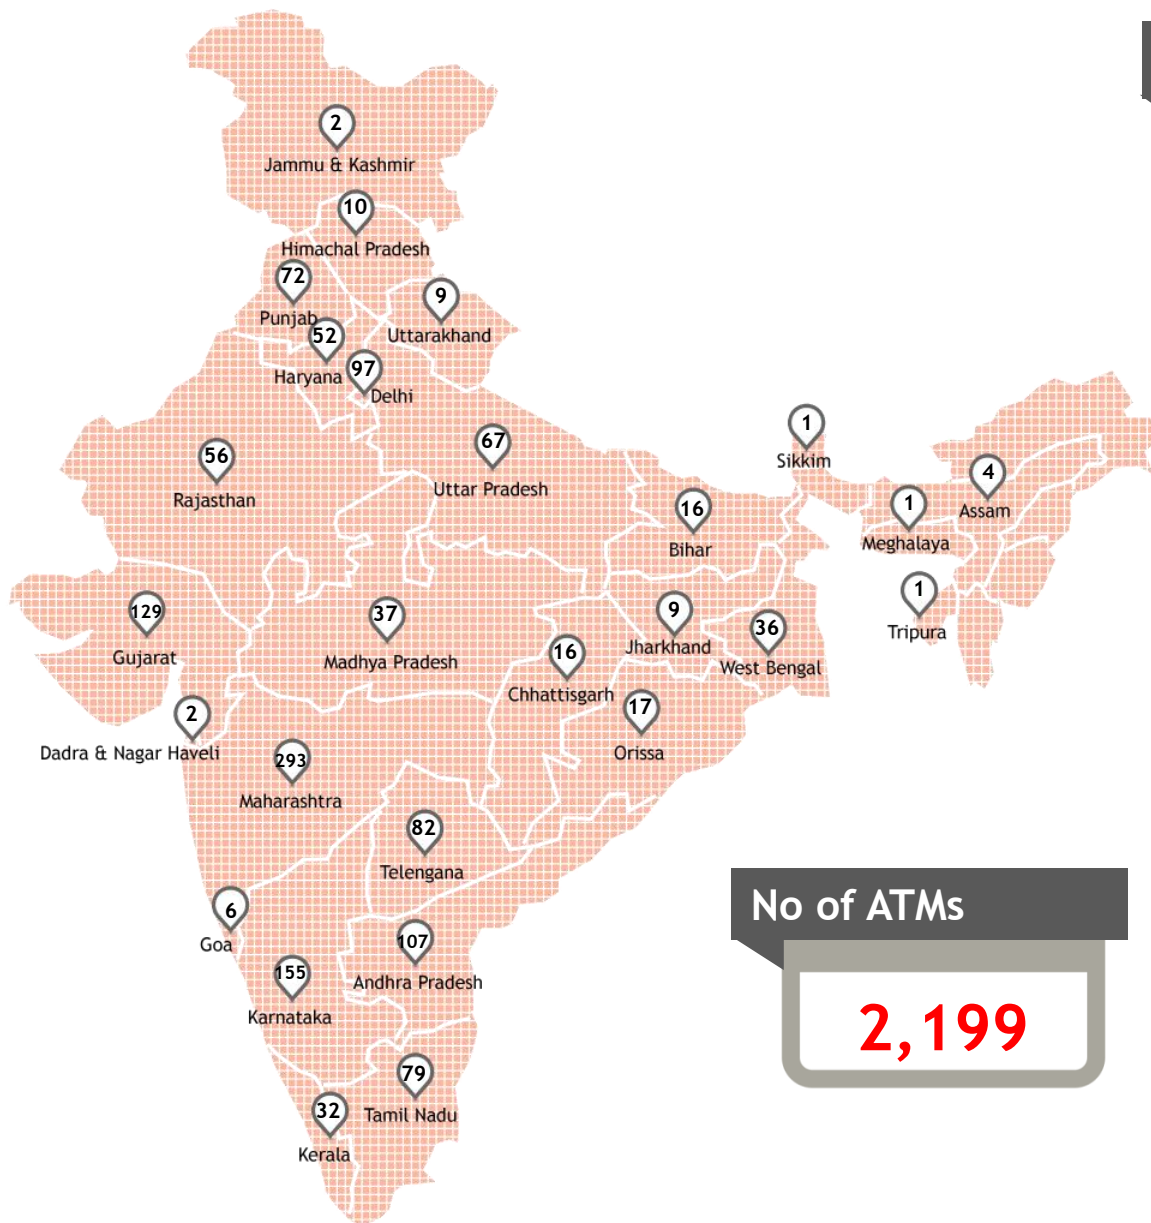 2
Jammu & Kashmir
10
Himachal Pradesh
72
Punjab
9
Uttarakhand
52
Haryana
97
Delhi
1
Sikkim
67
Uttar Pradesh
56
Rajasthan
4
Assam
16
Bihar
1
Meghalaya
1
Tripura
129
Gujarat
37
Madhya Pradesh
9
Jharkhand
36
West Bengal
16
Chhattisgarh
17
Orissa
2
Dadra & Nagar Haveli
293
Maharashtra
82
Telengana
6
Goa
107
Andhra Pradesh
155
Karnataka
79
Tamil Nadu
32
Kerala
No of ATMs
2,199